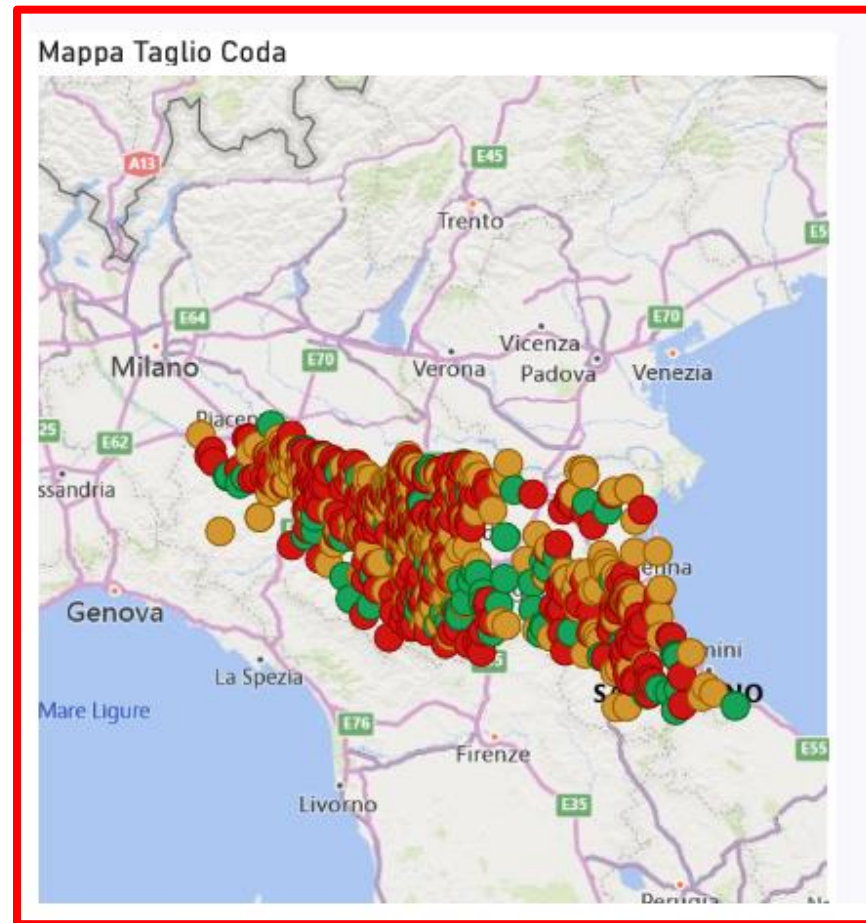 Mappa Taglio Coda
A13
E45
Trento
E64
E70
Vicenza
E70
Milano
Verona
Padova
Venezia
E62
Genova
La Spezia
Mare Ligure
E76
Firenze
E55
Livorno
E35